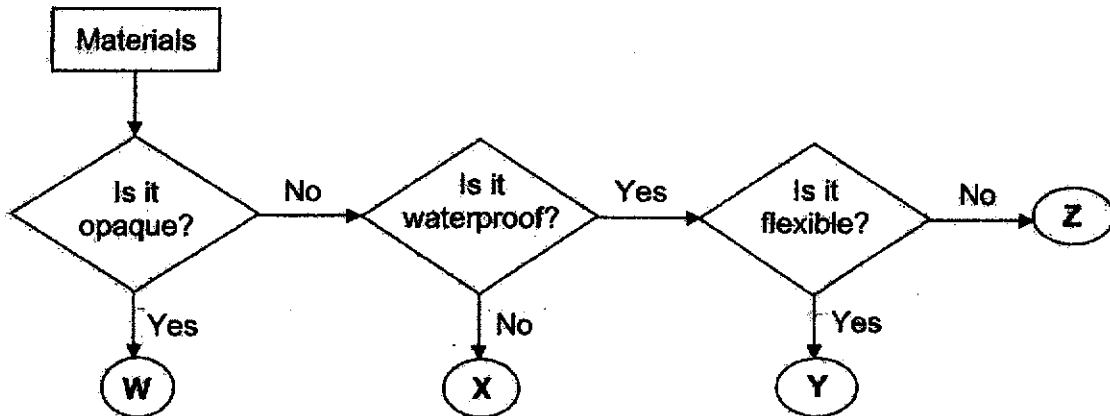 Materials
Is it
opaque?
No
Is it
waterproof?
Yes
Is it
flexible?
No
Z
Yes
No
Yes
W
X
Y